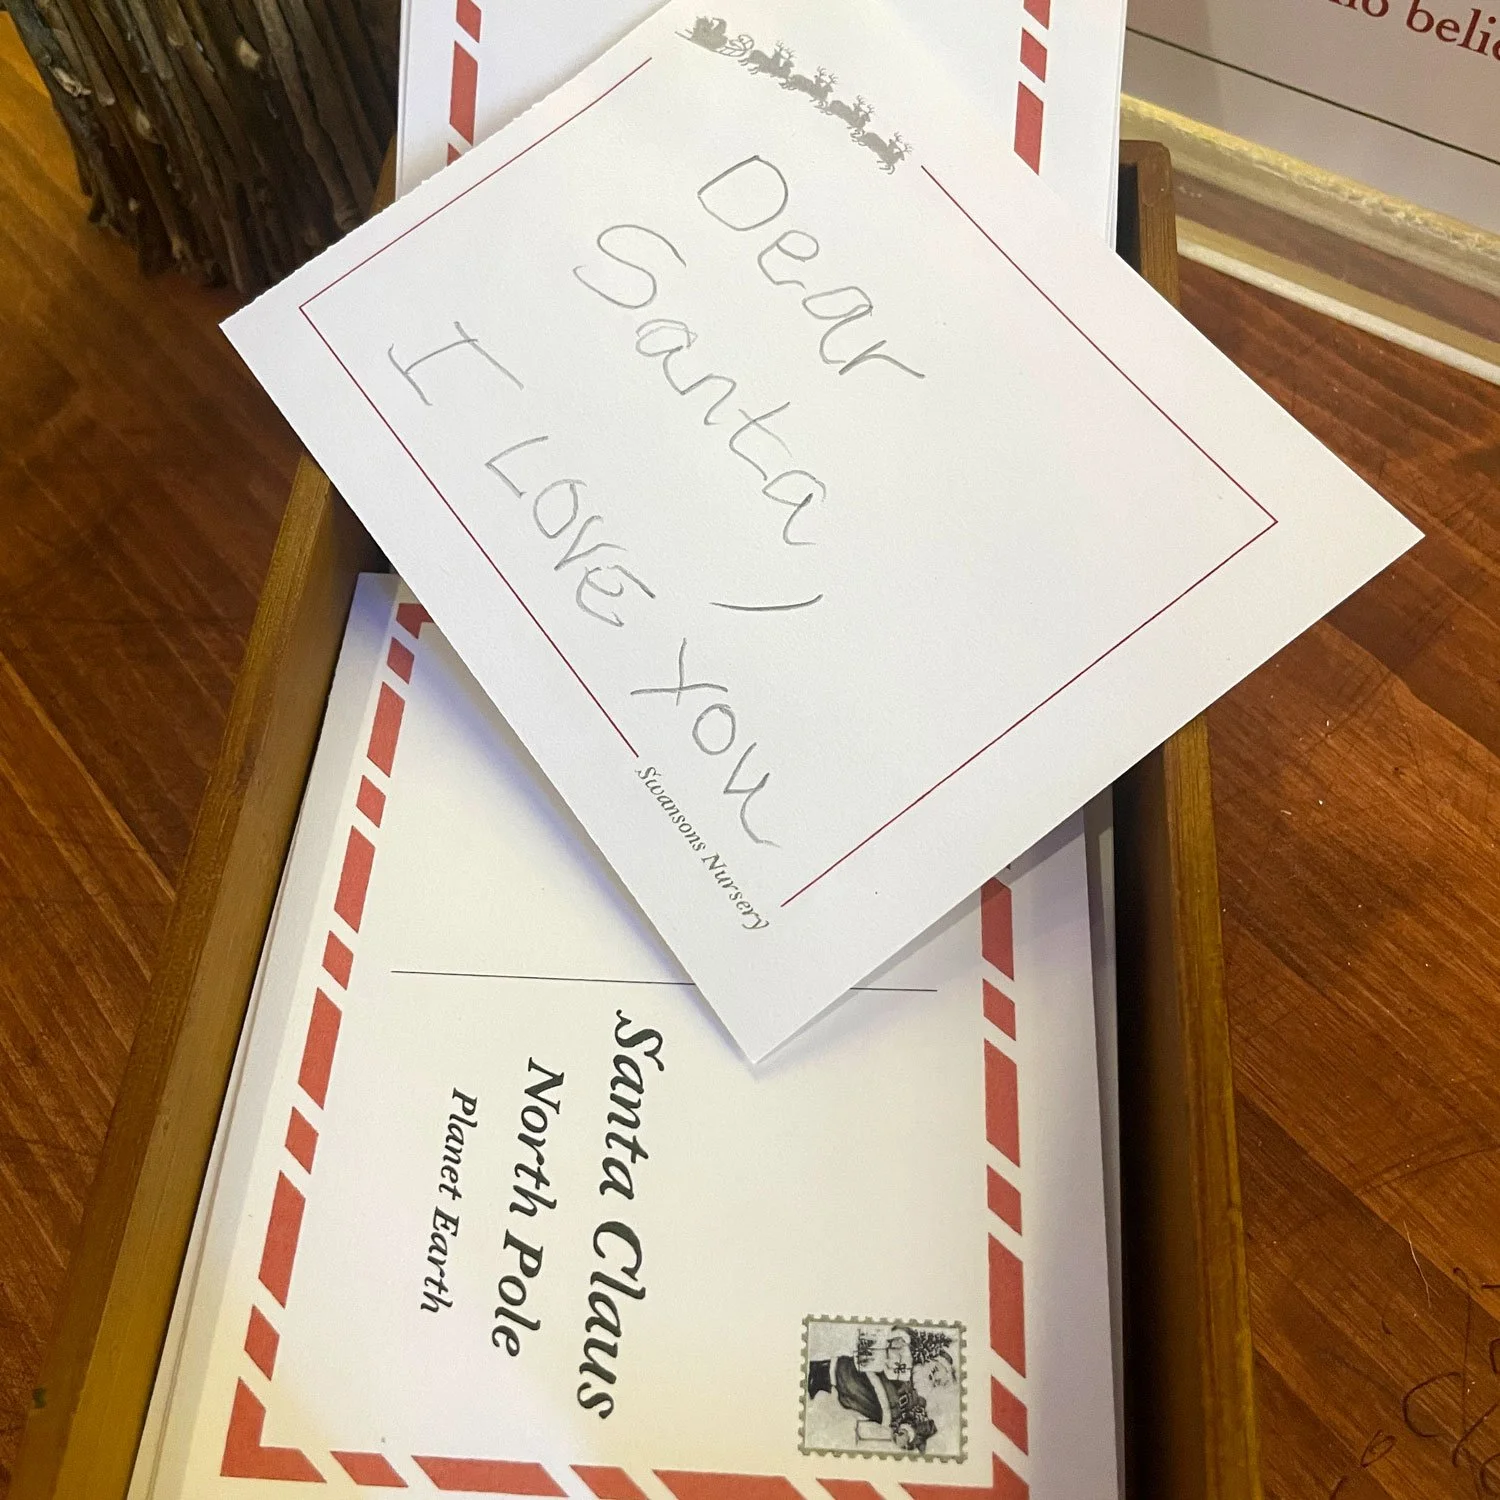 Dear
Santa,
I LOVE YOU
Swansons Nursery
Santa Claus
North Pole
Planet Earth